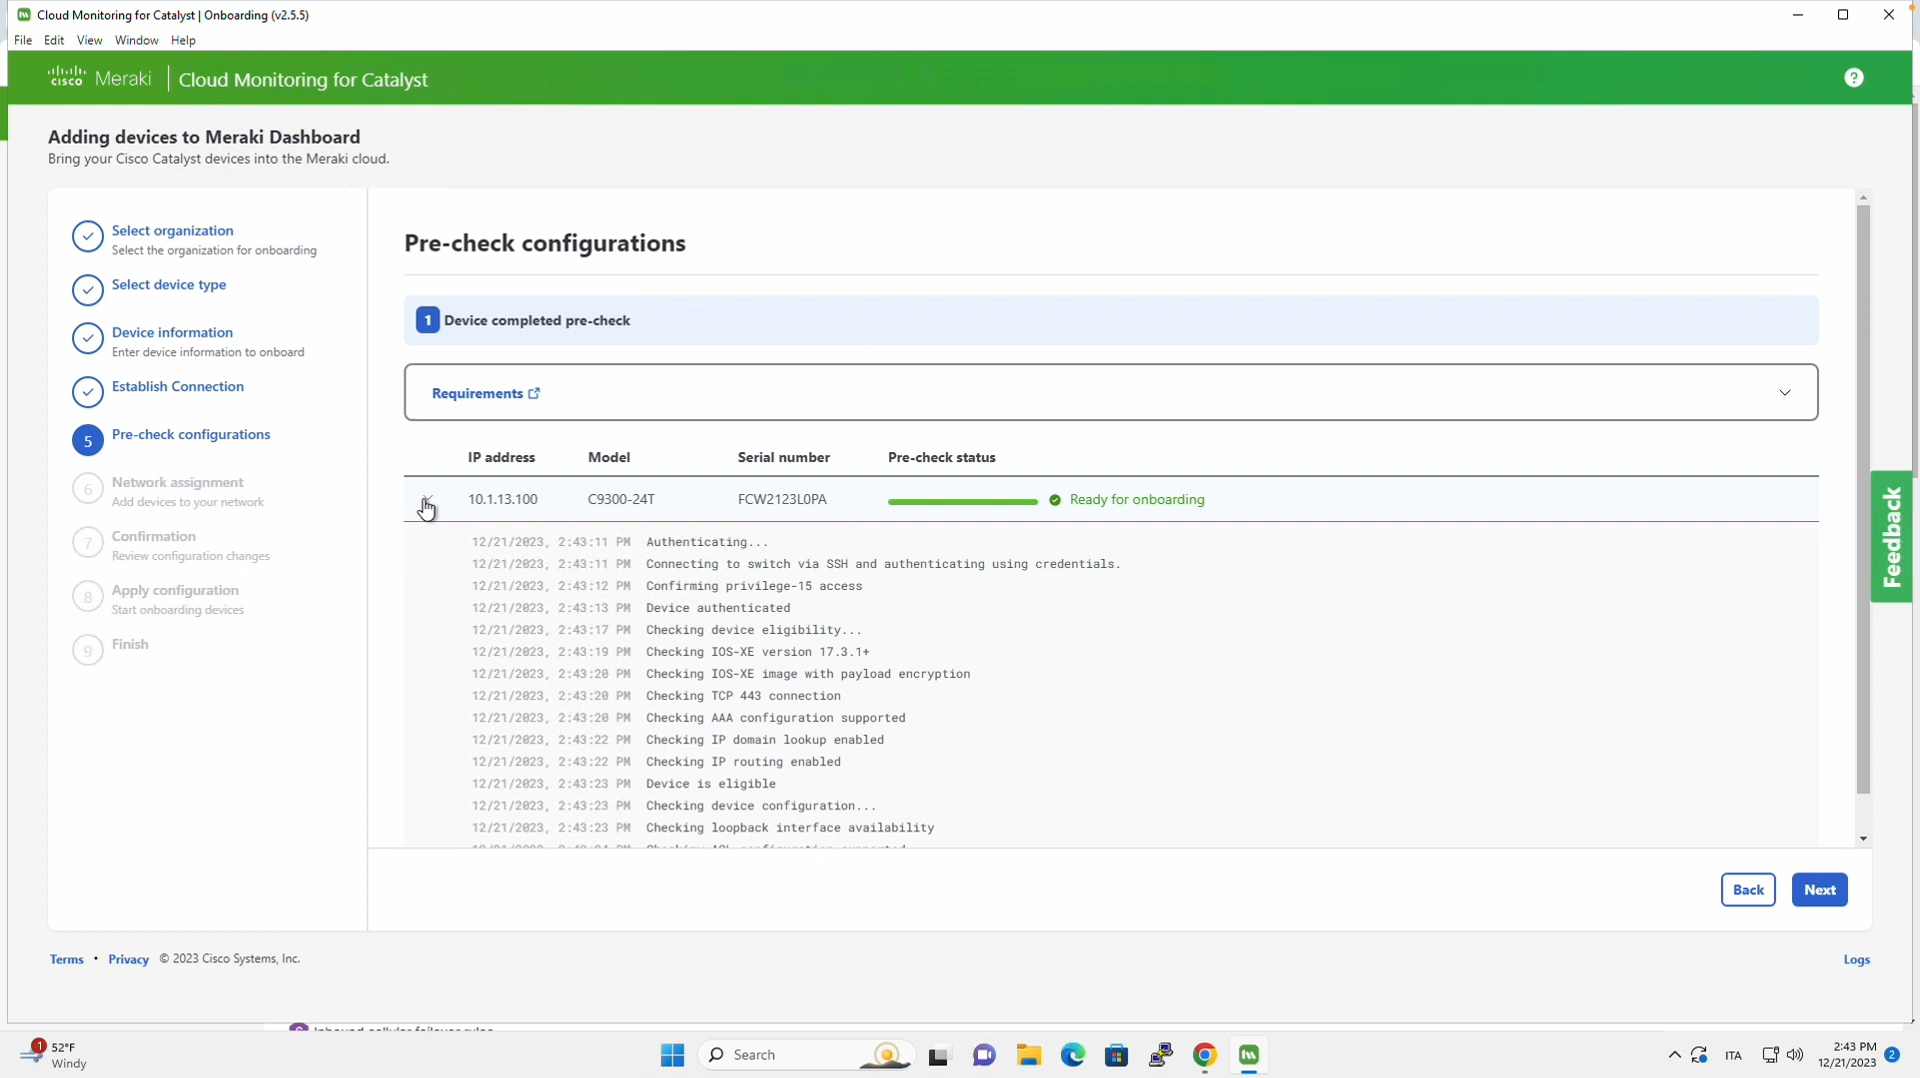 Cloud Monitoring for Catalyst | Onboarding (v2.5.5)
File Edit View Window Help
cisco Meraki | Cloud Monitoring for Catalyst ?
Adding devices to Meraki Dashboard
Bring your Cisco Catalyst devices into the Meraki cloud.
Select organization
Select the organization for onboarding
Select device type
Device information
Enter device information to onboard
Establish Connection
5 Pre-check configurations
6 Network assignment
Add devices to your network
7 Confirmation
Review configuration changes
8 Apply configuration
Start onboarding devices
9 Finish
Pre-check configurations
1 Device completed pre-check
Requirements
IP address Model Serial number Pre-check status
10.1.13.100 C9300-24T FCW2123L0PA Ready for onboarding
12/21/2023, 2:43:11 PM Authenticating...
12/21/2023, 2:43:11 PM Connecting to switch via SSH and authenticating using credentials.
12/21/2023, 2:43:12 PM Confirming privilege-15 access
12/21/2023, 2:43:13 PM Device authenticated
12/21/2023, 2:43:17 PM Checking device eligibility...
12/21/2023, 2:43:19 PM Checking IOS-XE version 17.3.1+
12/21/2023, 2:43:20 PM Checking IOS-XE image with payload encryption
12/21/2023, 2:43:20 PM Checking TCP 443 connection
12/21/2023, 2:43:20 PM Checking AAA configuration supported
12/21/2023, 2:43:22 PM Checking IP domain lookup enabled
12/21/2023, 2:43:22 PM Checking IP routing enabled
12/21/2023, 2:43:23 PM Device is eligible
12/21/2023, 2:43:23 PM Checking device configuration...
12/21/2023, 2:43:23 PM Checking loopback interface availability
Feedback
Back Next
Terms • Privacy © 2023 Cisco Systems, Inc. Logs
1 52°F
Windy
Search
ITA
2:43 PM
12/21/2023 2